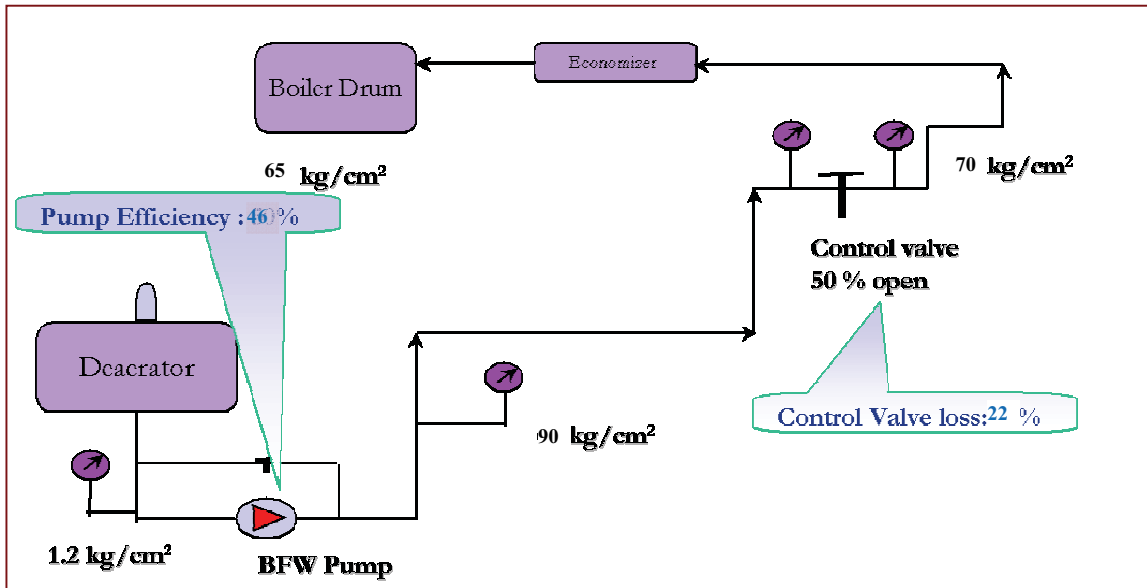 Boiler Drum
Economizer
65 kg/cm²
70 kg/cm²
Pump Efficiency :46%
Control valve
50 % open
Deaerator
Control Valve loss:22 %
90 kg/cm²
1.2 kg/cm²
BFW Pump